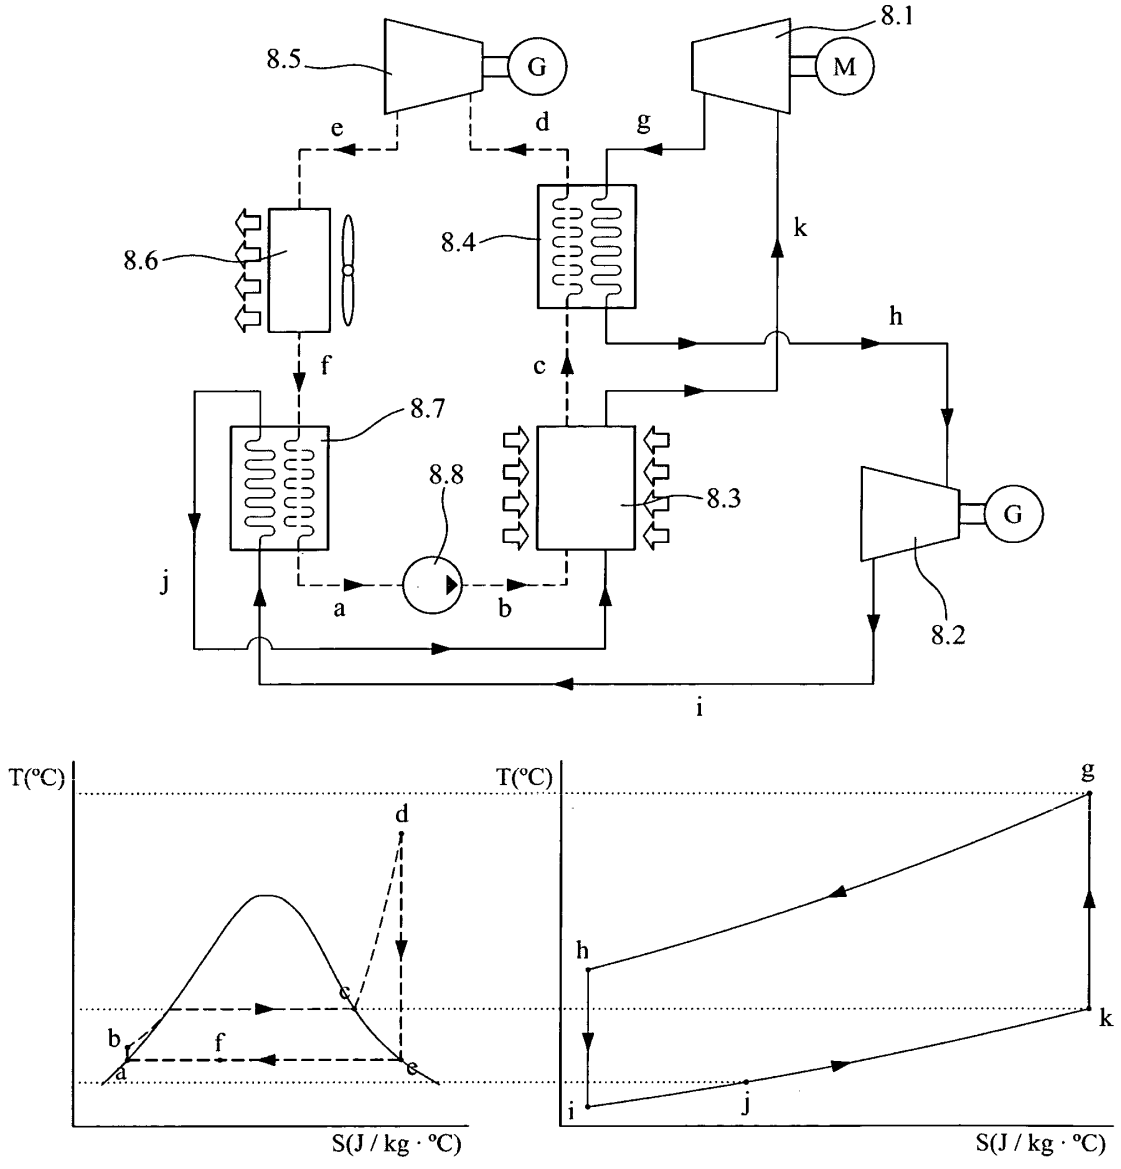 8.1
8.5
G
M
e
d
g
8.6
8.4
k
f
c
h
8.7
8.8
8.3
G
j
a
b
8.2
i
T(ºC)
T(ºC)
g
d
h
c
b
f
k
a
e
j
i
S(J / kg · ºC)
S(J / kg · ºC)